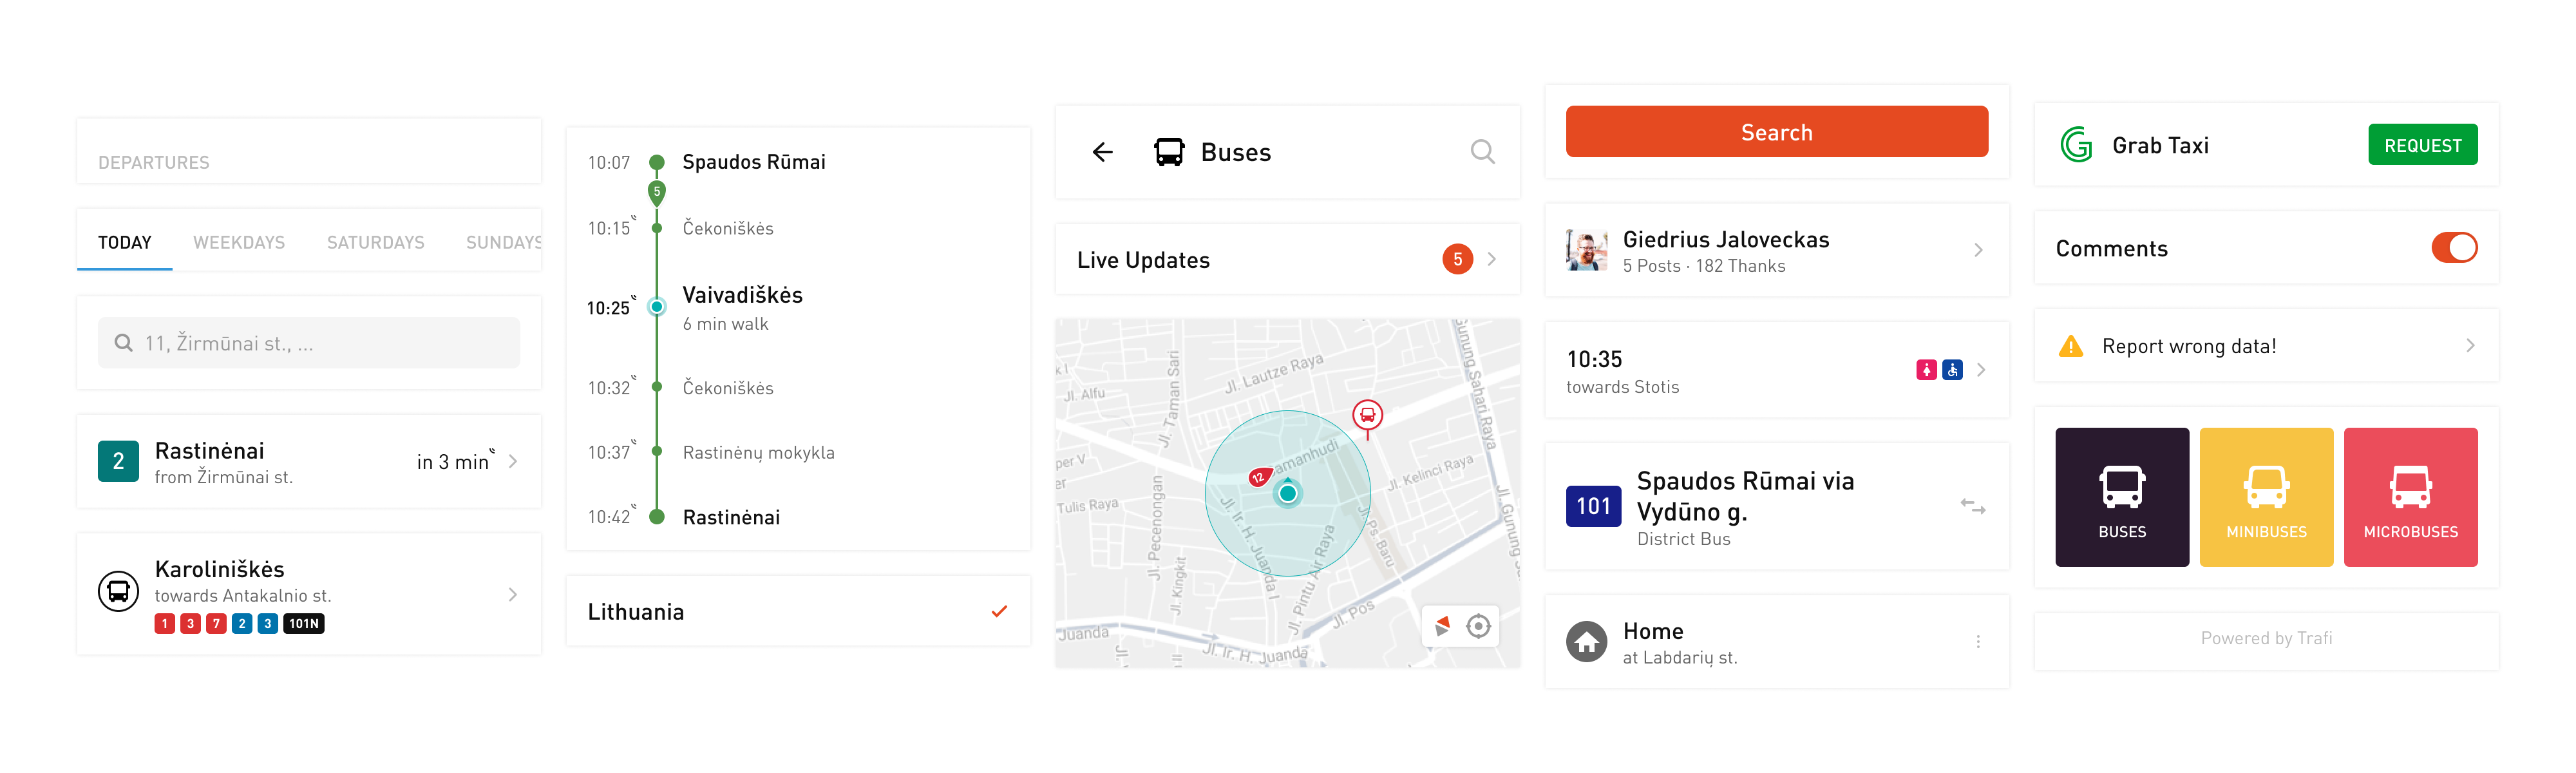 DEPARTURES
TODAY WEEKDAYS SATURDAYS SUNDAYS
11, Žirmūnai st., ...
2 Rastinėnai in 3 min
from Žirmūnai st.
Karoliniškės
towards Antakalnio st.
1 3 7 2 3 101N
10:07 Spaudos Rūmai
5
10:15 Čekoniškės
10:25 Vaivadiškės
6 min walk
10:32 Čekoniškės
10:37 Rastinėnų mokykla
10:42 Rastinėnai
Lithuania
Buses
Live Updates 5
Jl. Lautze Raya
Jl. Taman Sari
Gunung Sahari Raya
Jl. Alfu
amanhudi
12
Jl. Kelinci Raya
per V
Tulis Raya
Jl. Pecenongan
Jl. Ir. H. Juanda I
Jl. Pintu Air Raya
Jl. Ps. Baru
Jl. Gunung S
Jl. Kingkit
Jl. Pos
Juanda
Jl. Ir. H. Juanda
Search
Giedrius Jaloveckas
5 Posts · 182 Thanks
10:35
towards Stotis
101 Spaudos Rūmai via
Vydūno g.
District Bus
Home
at Labdarių st.
Grab Taxi REQUEST
Comments
Report wrong data!
BUSES MINIBUSES MICROBUSES
Powered by Trafi